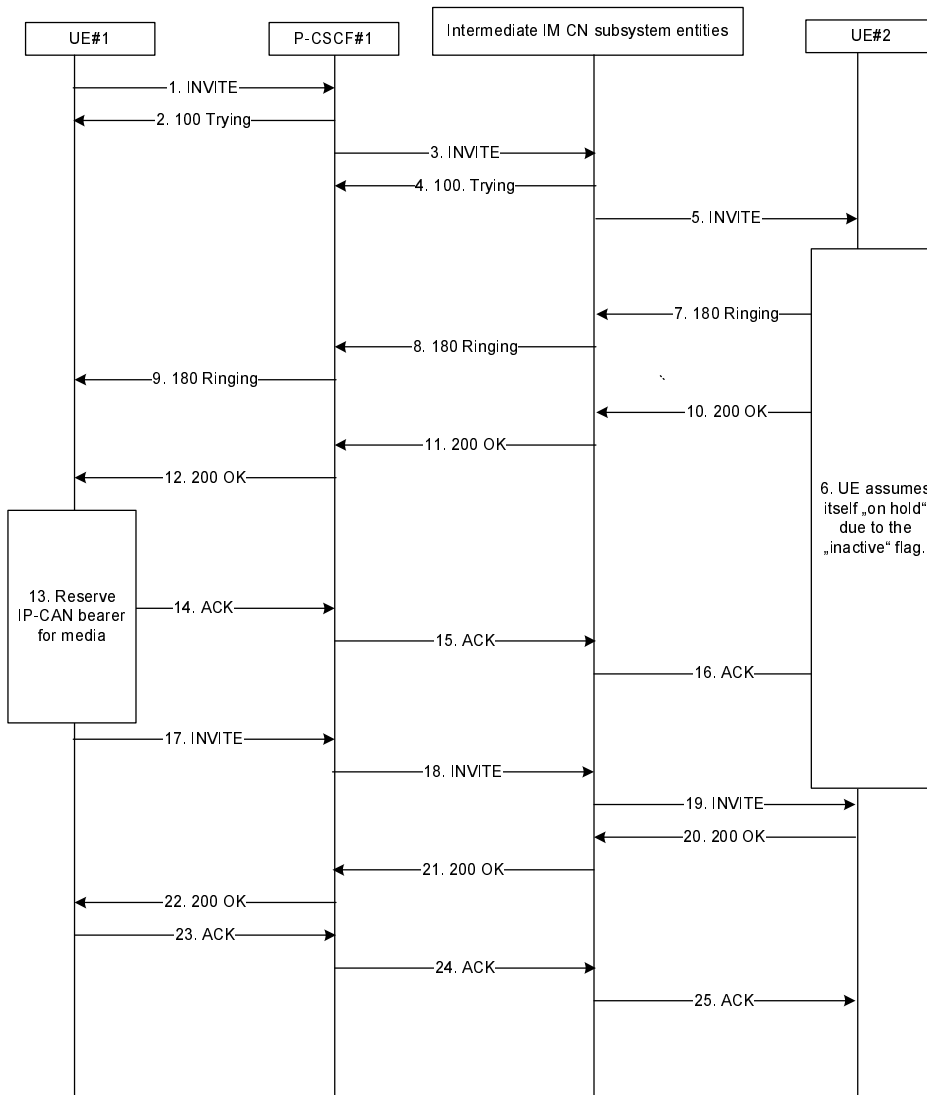 UE#1
P-CSCF#1
Intermediate IM CN subsystem entities
UE#2
1. INVITE
2. 100 Trying
3. INVITE
4. 100. Trying
5. INVITE
7. 180 Ringing
8. 180 Ringing
9. 180 Ringing
10. 200 OK
11. 200 OK
12. 200 OK
6. UE assumes
itself „on hold“
due to the
„inactive“ flag.
13. Reserve
IP-CAN bearer
for media
14. ACK
15. ACK
16. ACK
17. INVITE
18. INVITE
19. INVITE
20. 200 OK
21. 200 OK
22. 200 OK
23. ACK
24. ACK
25. ACK